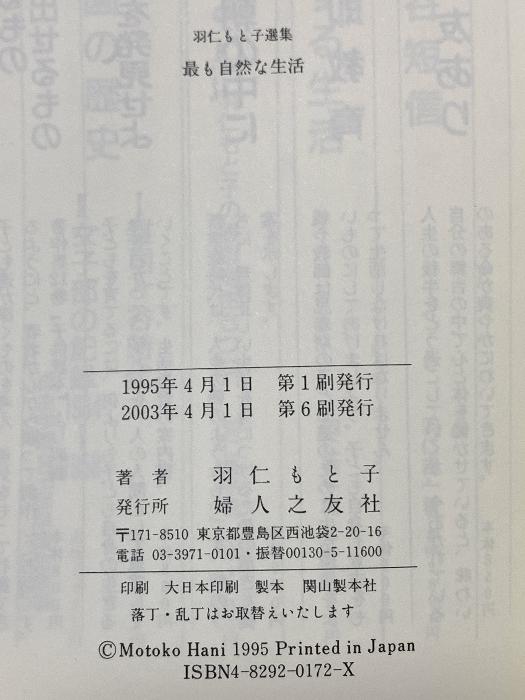 羽仁もと子選集
最も自然な生活
1995年4月1日 第1刷発行
2003年4月1日 第6刷発行
著者 羽仁もと子
発行所 婦人之友社
〒171-8510 東京都豊島区西池袋2-20-16
電話 03-3971-0101・振替00130-5-11600
印刷 大日本印刷 製本 関山製本社
落丁・乱丁はお取替えいたします
©Motoko Hani 1995 Printed in Japan
ISBN4-8292-0172-X